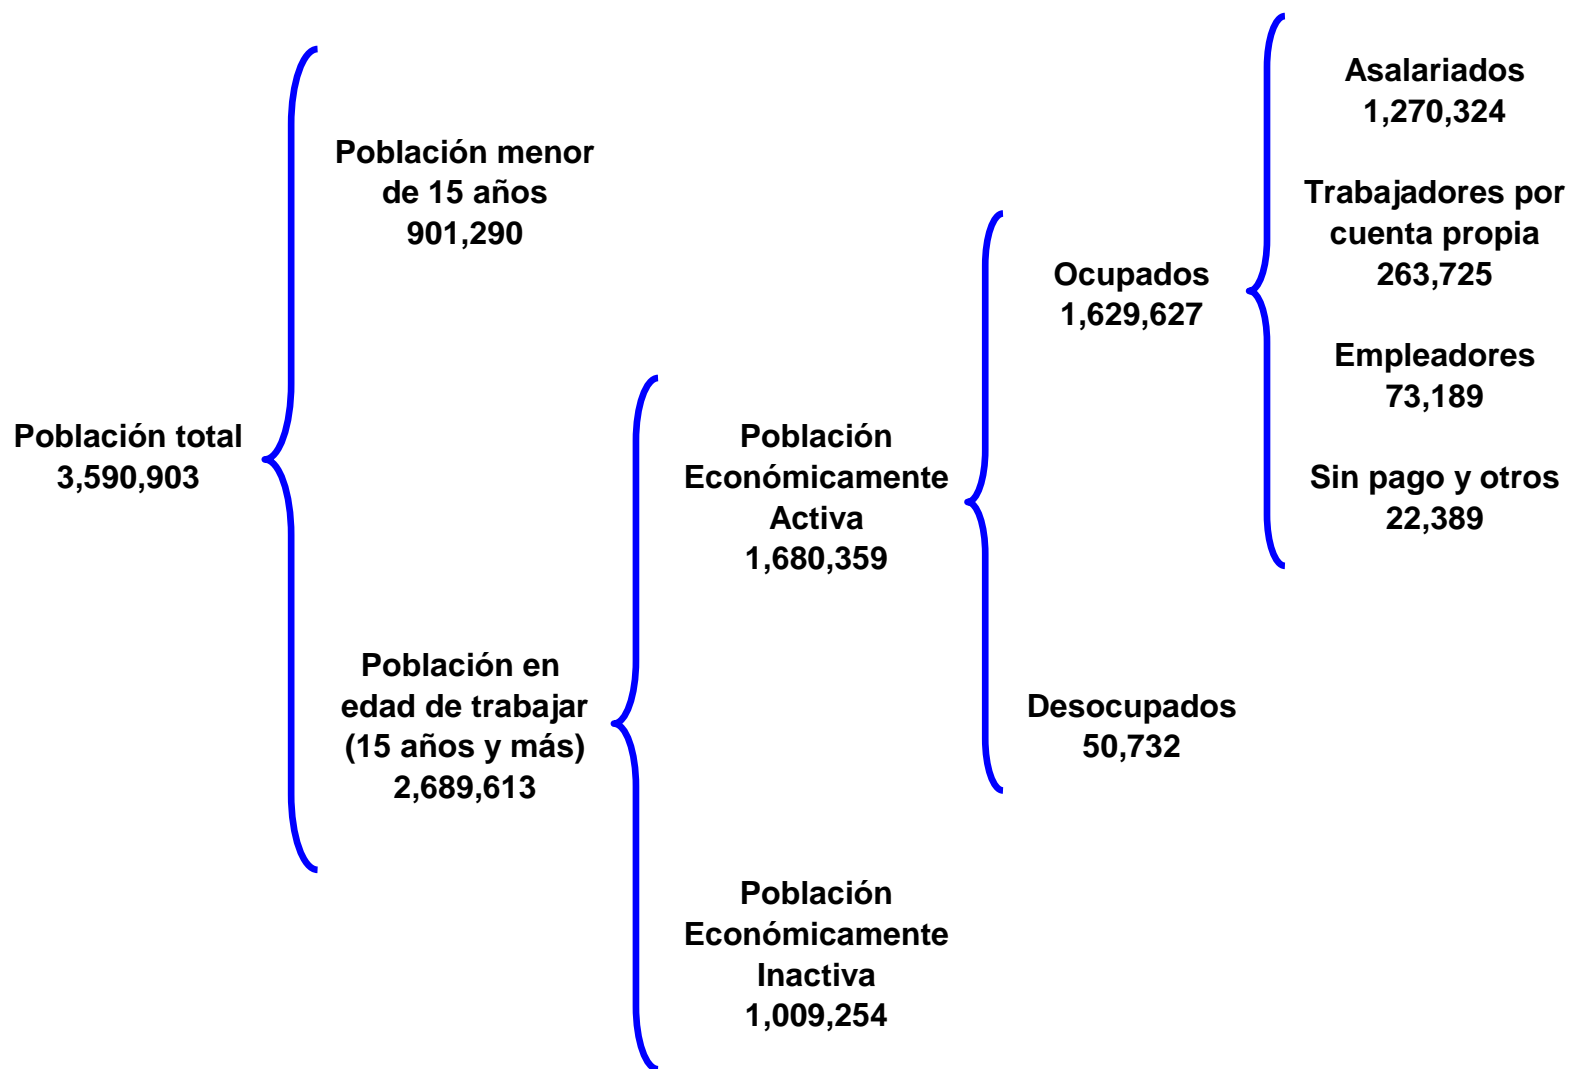 Población total
3,590,903
Población menor
de 15 años
901,290
Población en
edad de trabajar
(15 años y más)
2,689,613
Población
Económicamente
Activa
1,680,359
Población
Económicamente
Inactiva
1,009,254
Ocupados
1,629,627
Desocupados
50,732
Asalariados
1,270,324
Trabajadores por
cuenta propia
263,725
Empleadores
73,189
Sin pago y otros
22,389